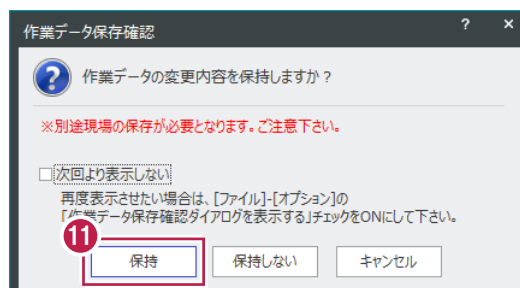 作業データ保存確認 ? ×
作業データの変更内容を保持しますか？
※別途現場の保存が必要となります。ご注意下さい。
次回より表示しない
再度表示させたい場合は、[ファイル]-[オプション]の
「作業データ保存確認ダイアログを表示する」チェックをONにして下さい。
11
保持 保持しない キャンセル